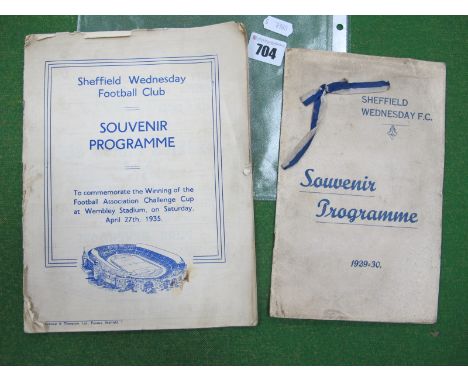 Sheffield Wednesday
Football Club
SOUVENIR
PROGRAMME
To commemorate the Winning of the
Football Association Challenge Cup
at Wembley Stadium, on Saturday,
April 27th, 1935.
704
SHEFFIELD
WEDNESDAY F.C.
Souvenir
Programme
1929-30.